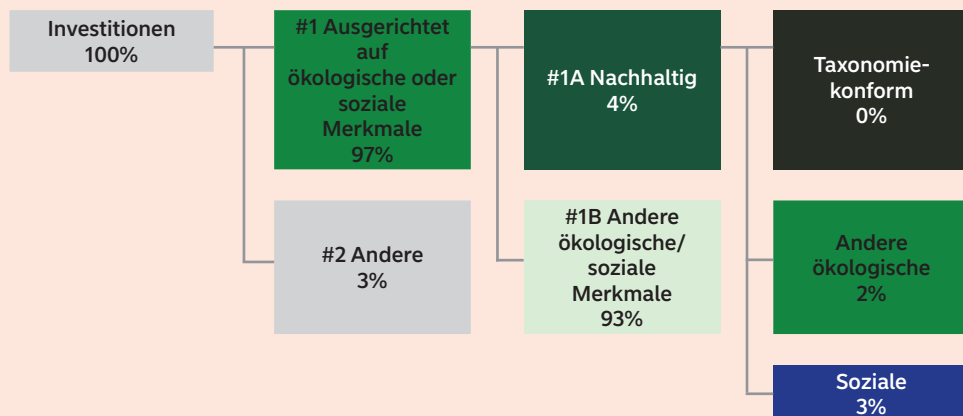 Investitionen
100%
#1 Ausgerichtet
auf
ökologische oder
soziale
Merkmale
97%
#1A Nachhaltig
4%
Taxonomie-
konform
0%
#2 Andere
3%
#1B Andere
ökologische/
soziale
Merkmale
93%
Andere
ökologische
2%
Soziale
3%